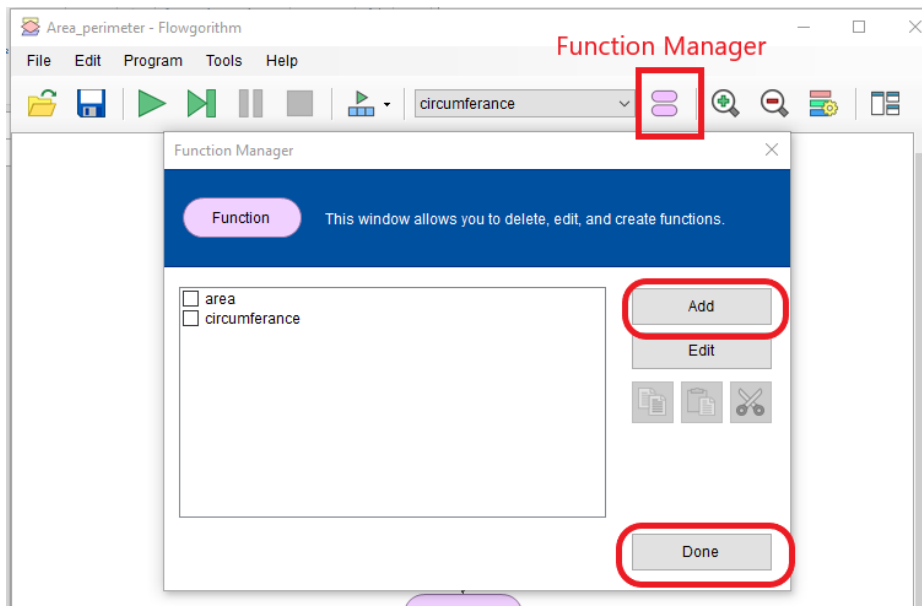 Area_perimeter - Flowgorithm
Function Manager
File Edit Program Tools Help
circumferance
Function Manager
Function
This window allows you to delete, edit, and create functions.
area
circumferance
Add
Edit
Done